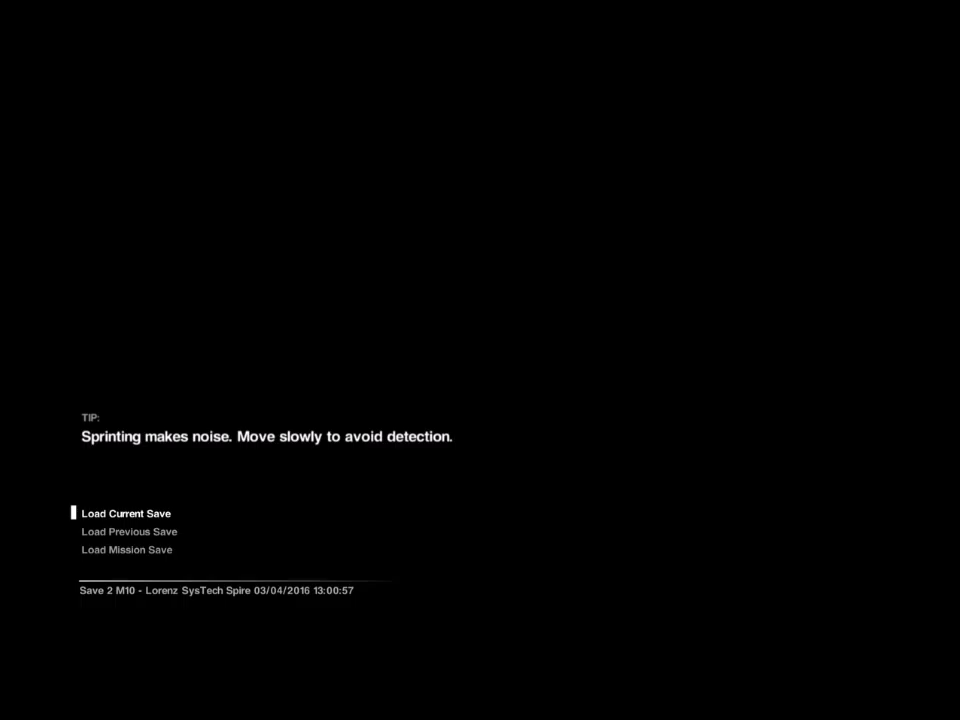 TIP:
Sprinting makes noise. Move slowly to avoid detection.
Load Current Save
Load Previous Save
Load Mission Save
Save 2 M10 - Lorenz SysTech Spire 03/04/2016 13:00:57